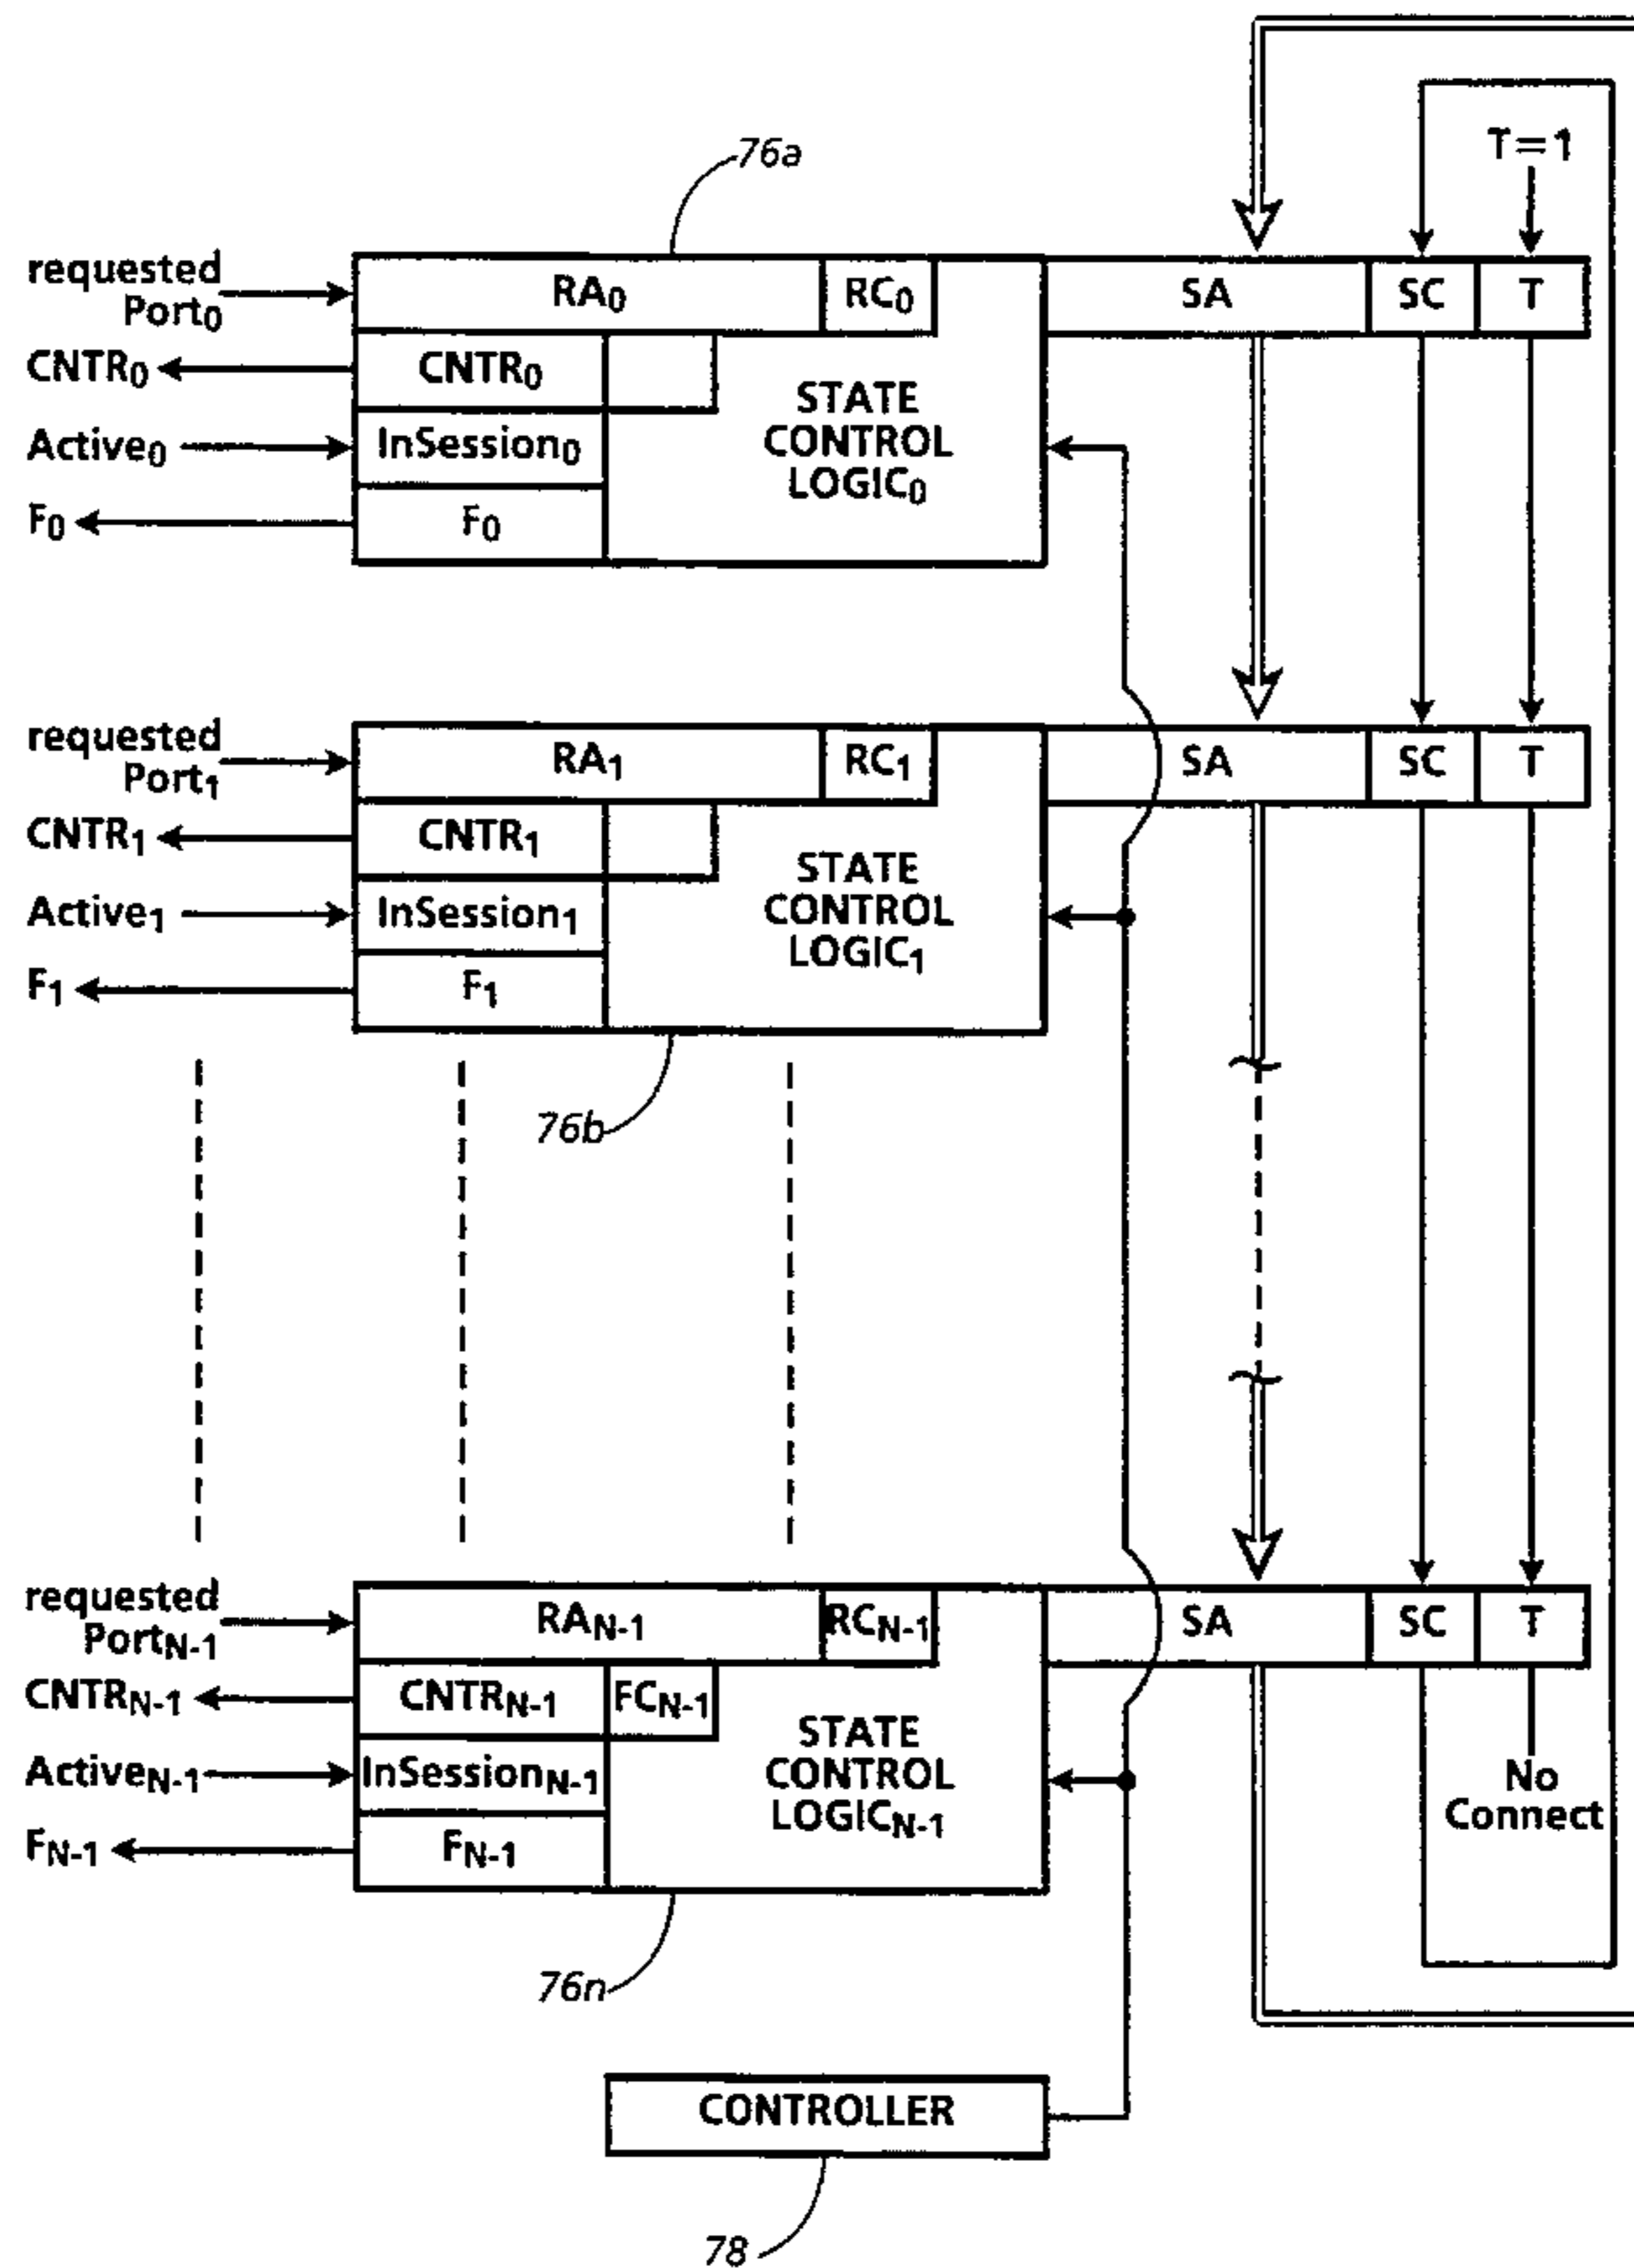 T=1
76a
requested
Port0
RA0
RC0
SA
SC
T
CNTR0
CNTR0
STATE
CONTROL
LOGIC0
Active0
InSession0
F0
F0
requested
Port1
RA1
RC1
SA
SC
T
CNTR1
CNTR1
STATE
CONTROL
LOGIC1
Active1
InSession1
F1
F1
76b
requested
PortN-1
RAN-1
RCN-1
SA
SC
T
CNTRN-1
CNTRN-1
FCN-1
STATE
CONTROL
LOGICN-1
ActiveN-1
InSessionN-1
No
Connect
FN-1
FN-1
76n
CONTROLLER
78